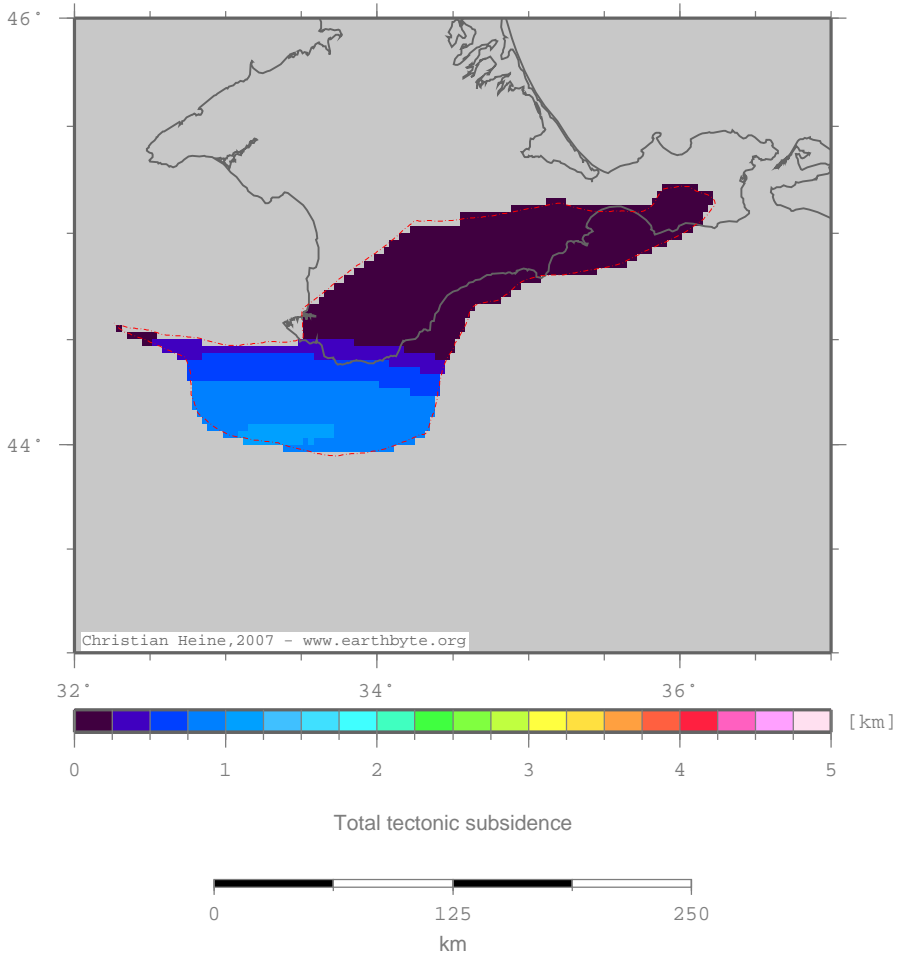 46°
44°
Christian Heine,2007 - www.earthbyte.org
32° 34° 36°
[km]
0 1 2 3 4 5
Total tectonic subsidence
0 125 250
km